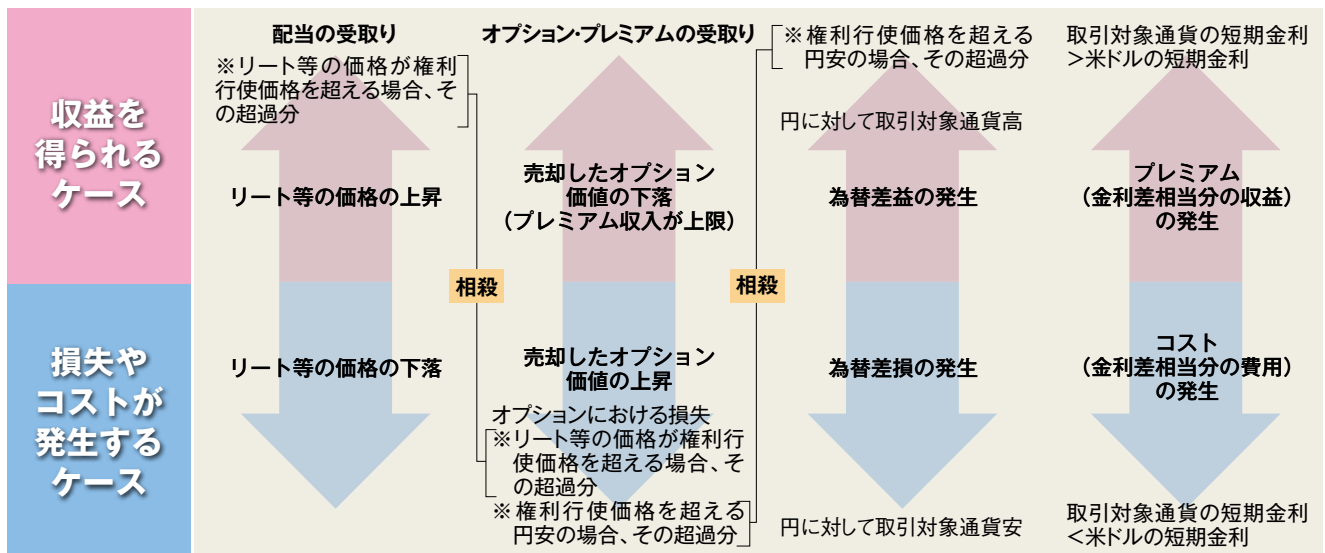 収益を
得られる
ケース
配当の受取り
※リート等の価格が権利
行使価格を超える場合、そ
の超過分
リート等の価格の上昇
オプション・プレミアムの受取り
売却したオプション
価値の下落
（プレミアム収入が上限）
※権利行使価格を超える
円安の場合、その超過分
円に対して取引対象通貨高
為替差益の発生
取引対象通貨の短期金利
＞米ドルの短期金利
プレミアム
（金利差相当分の収益）
の発生
相殺
相殺
損失や
コストが
発生する
ケース
リート等の価格の下落
売却したオプション
価値の上昇
オプションにおける損失
※リート等の価格が権利行
使価格を超える場合、そ
の超過分
※権利行使価格を超える
円安の場合、その超過分
為替差損の発生
円に対して取引対象通貨安
コスト
（金利差相当分の費用）
の発生
取引対象通貨の短期金利
＜米ドルの短期金利